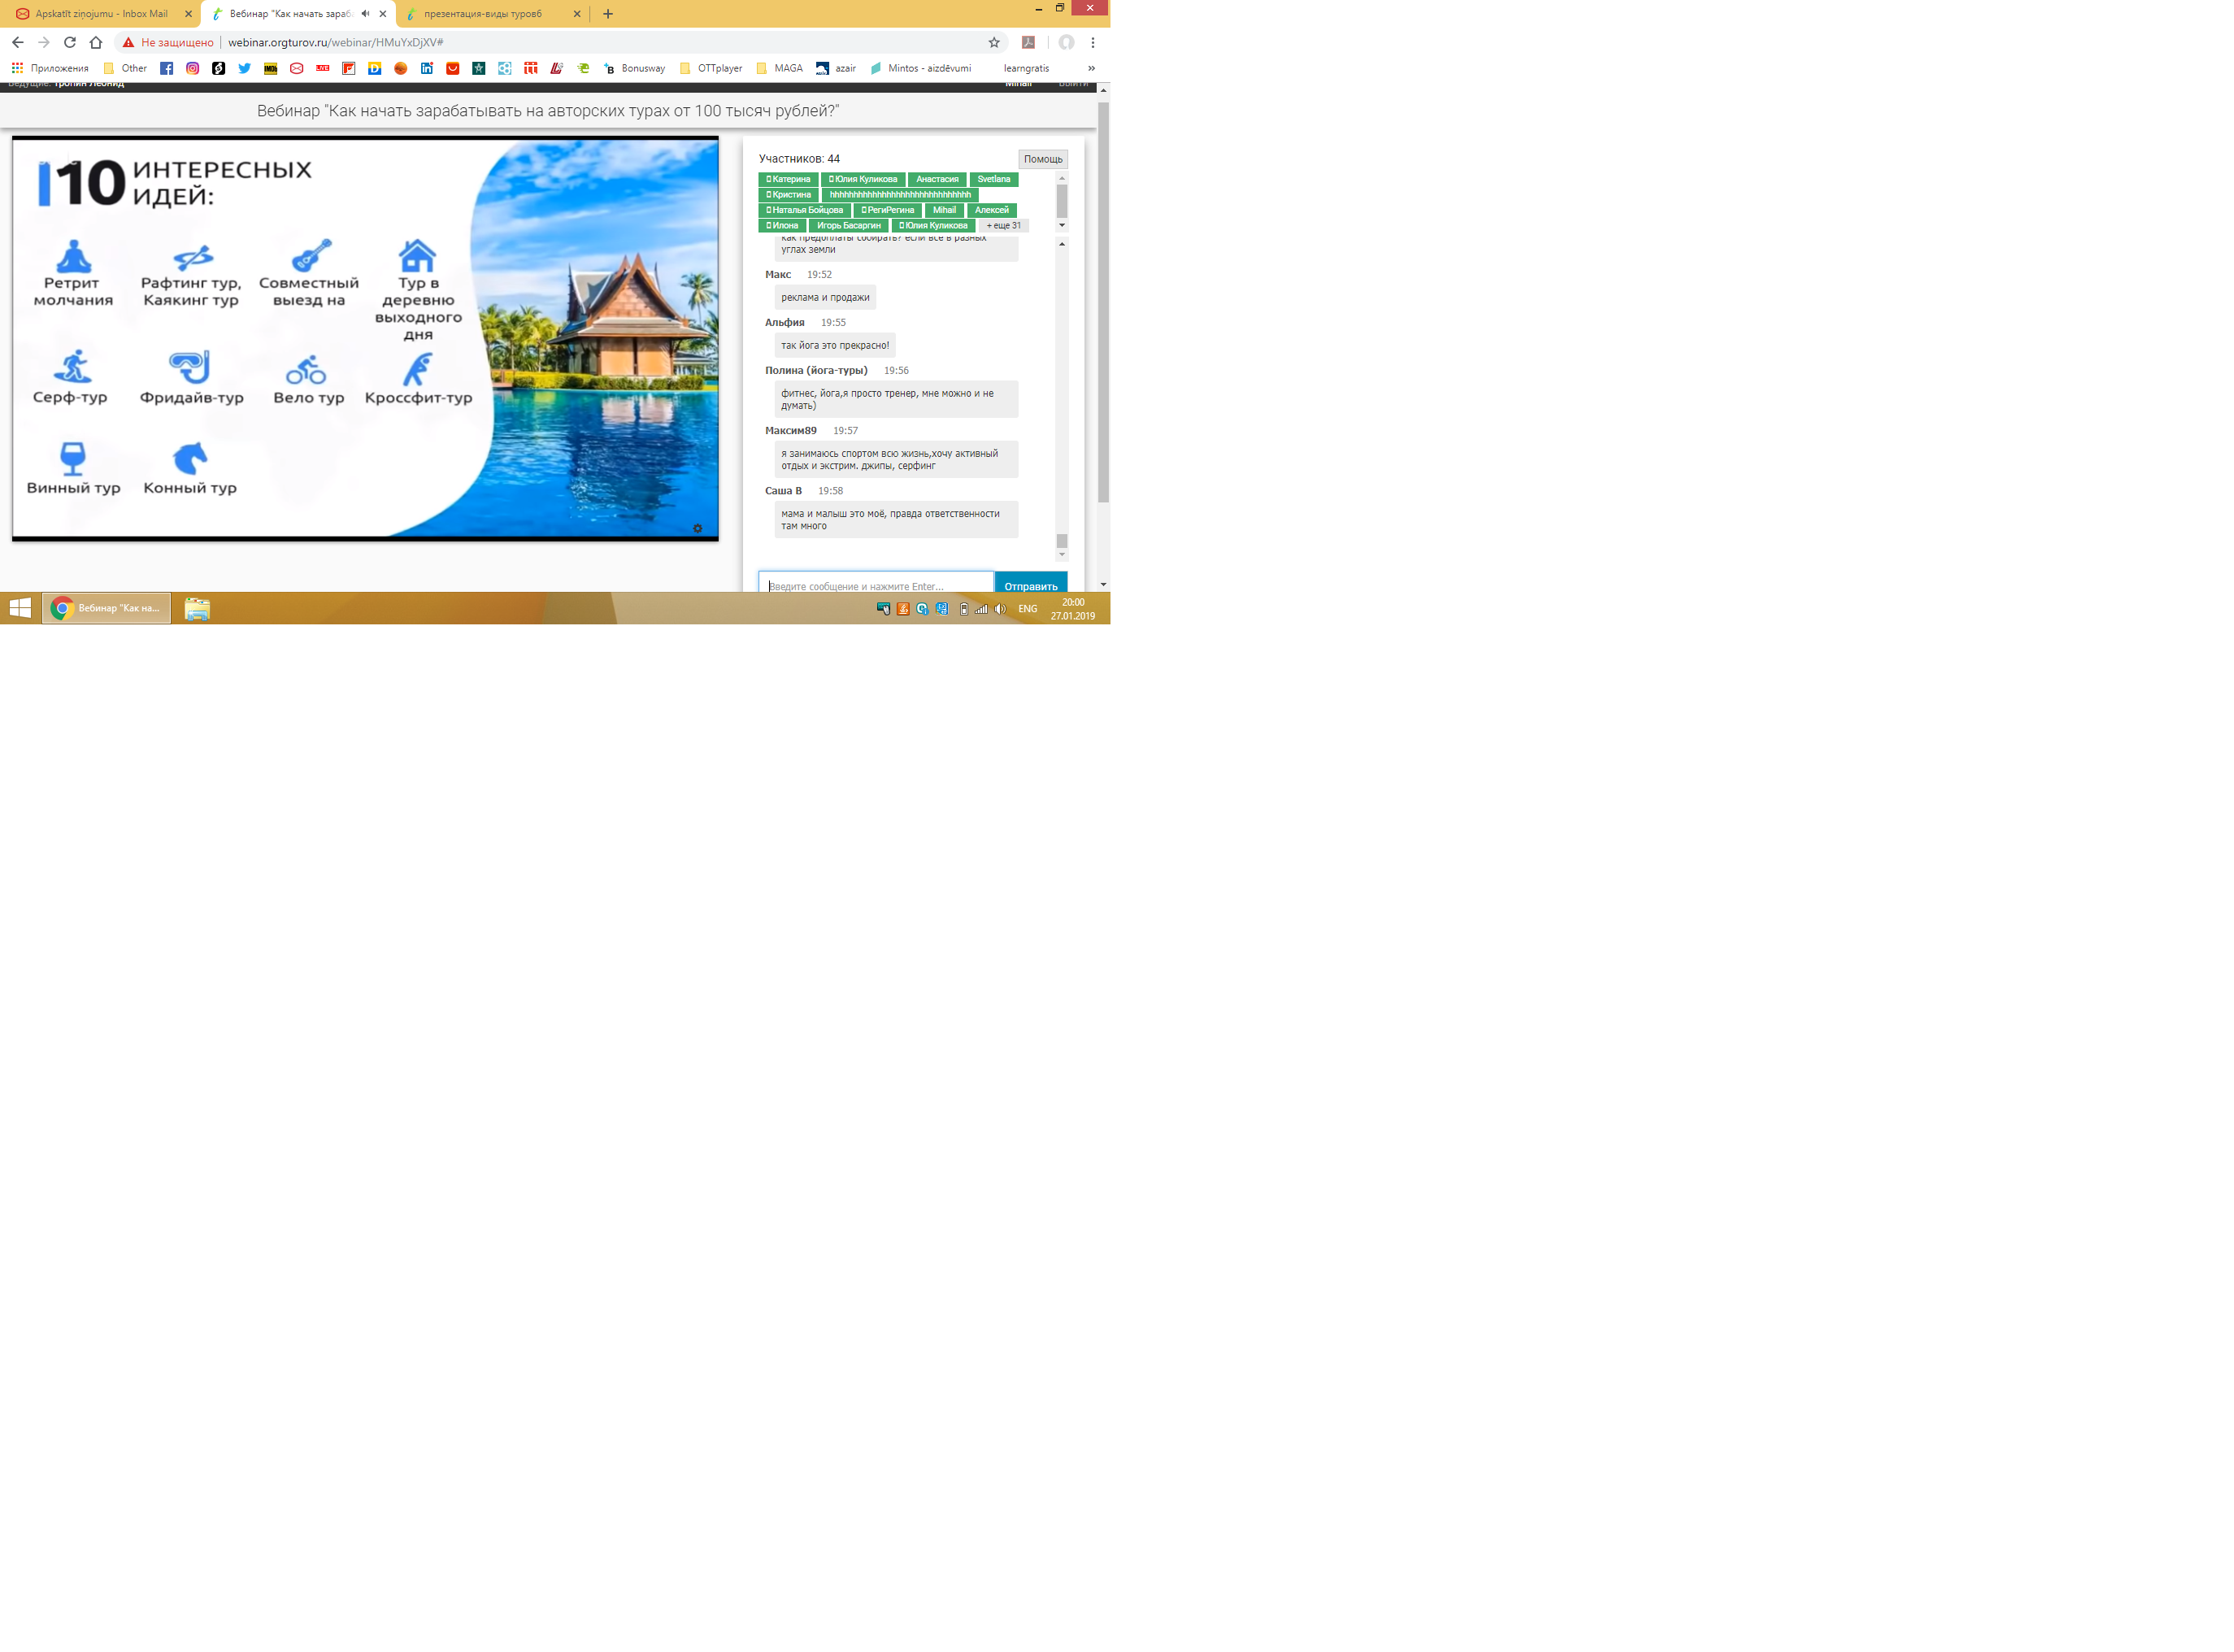 Apskatīt ziņojumu - Inbox Mail
Вебинар "Как начать зараб
презентация-виды туровб
Не защищено
webinar.orgturov.ru/webinar/HMuYxDjXV#
Приложения Other LIVE Bonusway OTTplayer MAGA azair Mintos - aizdēvumi learngratis »
Ведущие: Тропин Леонид
Mihail Выйти
Вебинар "Как начать зарабатывать на авторских турах от 100 тысяч рублей?"
10 ИНТЕРЕСНЫХ
ИДЕЙ:
Ретрит
молчания
Рафтинг тур,
Каякинг тур
Совместный
выезд на
Тур в
деревню
выходного
дня
Серф-тур
Фридайв-тур
Вело тур
Кроссфит-тур
Винный тур
Конный тур
Участников: 44
Помощь
Катерина Юлия Куликова Анастасия Svetlana
Кристина hhhhhhhhhhhhhhhhhhhhhhhhhhhhhh
Наталья Бойцова РегиРегина Mihail Алексей
Илона Игорь Басаргин Юлия Куликова + еще 31
как предоплаты собирать? если все в разных
углах земли
Макс 19:52
реклама и продажи
Альфия 19:55
так йога это прекрасно!
Полина (йога-туры) 19:56
фитнес, йога,я просто тренер, мне можно и не
думать)
Максим89 19:57
я занимаюсь спортом всю жизнь,хочу активный
отдых и экстрим. джипы, серфинг
Саша В 19:58
мама и малыш это моё, правда ответственности
там много
Введите сообщение и нажмите Enter...
Отправить
Вебинар "Как на...
ENG
20:00
27.01.2019